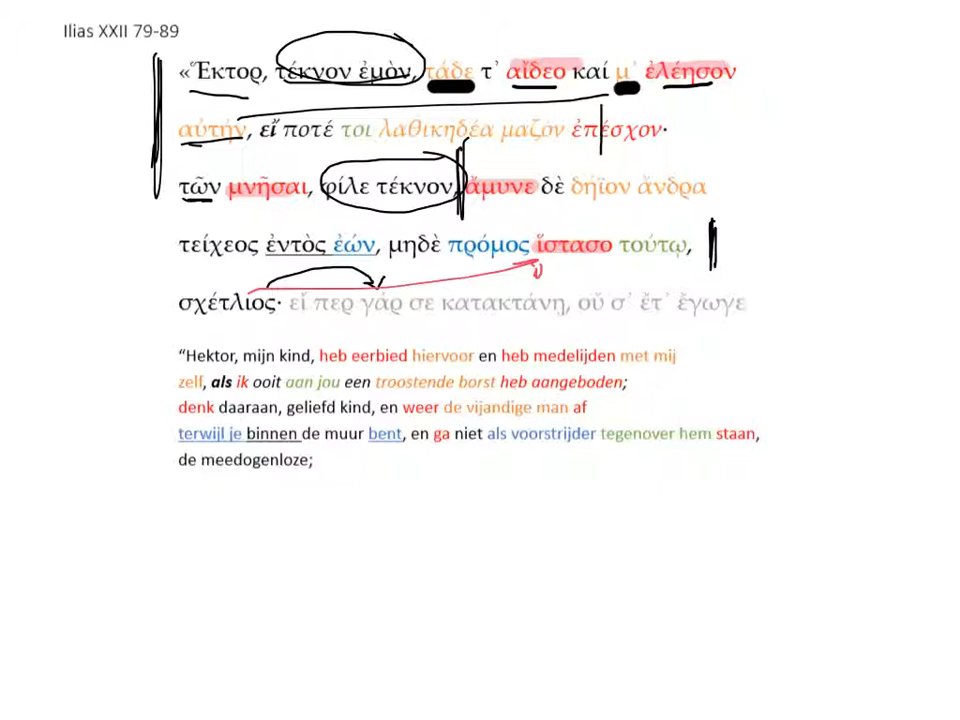 Ilias XXII 79-89
«Ἕκτορ, τέκνον ἐμὸν, τάδε τ᾽ αἴδεο καί μ᾽ ἐλέησον
αὐτήν, εἴ ποτέ τοι λαθικηδέα μαζὸν ἐπέσχον·
τῶν μνῆσαι, φίλε τέκνον, ἄμυνε δὲ δήϊον ἄνδρα
τείχεος ἐντὸς ἐών, μηδὲ πρόμος ἵστασο τούτῳ,
σχέτλιος· εἴ περ γάρ σε κατακτάνῃ, οὔ σ᾽ ἔτ᾽ ἔγωγε
“Hektor, mijn kind, heb eerbied hiervoor en heb medelijden met mij
zelf, als ik ooit aan jou een troostende borst heb aangeboden;
denk daaraan, geliefd kind, en weer de vijandige man af
terwijl je binnen de muur bent, en ga niet als voorstrijder tegenover hem staan,
de meedogenloze;